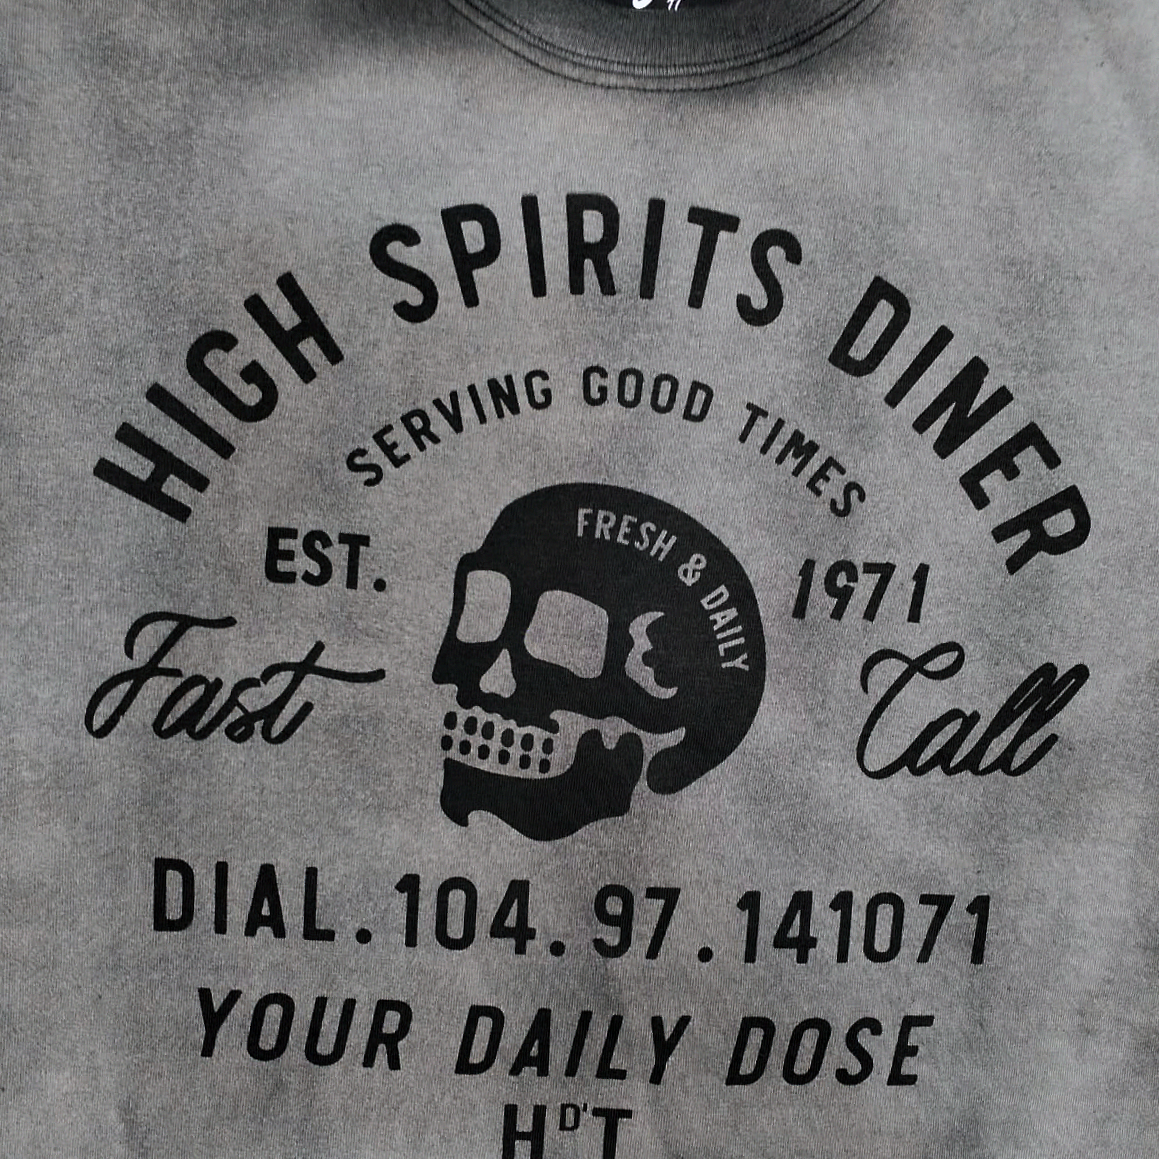 HIGH SPIRITS DINER
SERVING GOOD TIMES
FRESH & DAILY
EST. 1971
Fast Call
DIAL.104.97.141071
YOUR DAILY DOSE
HD'T